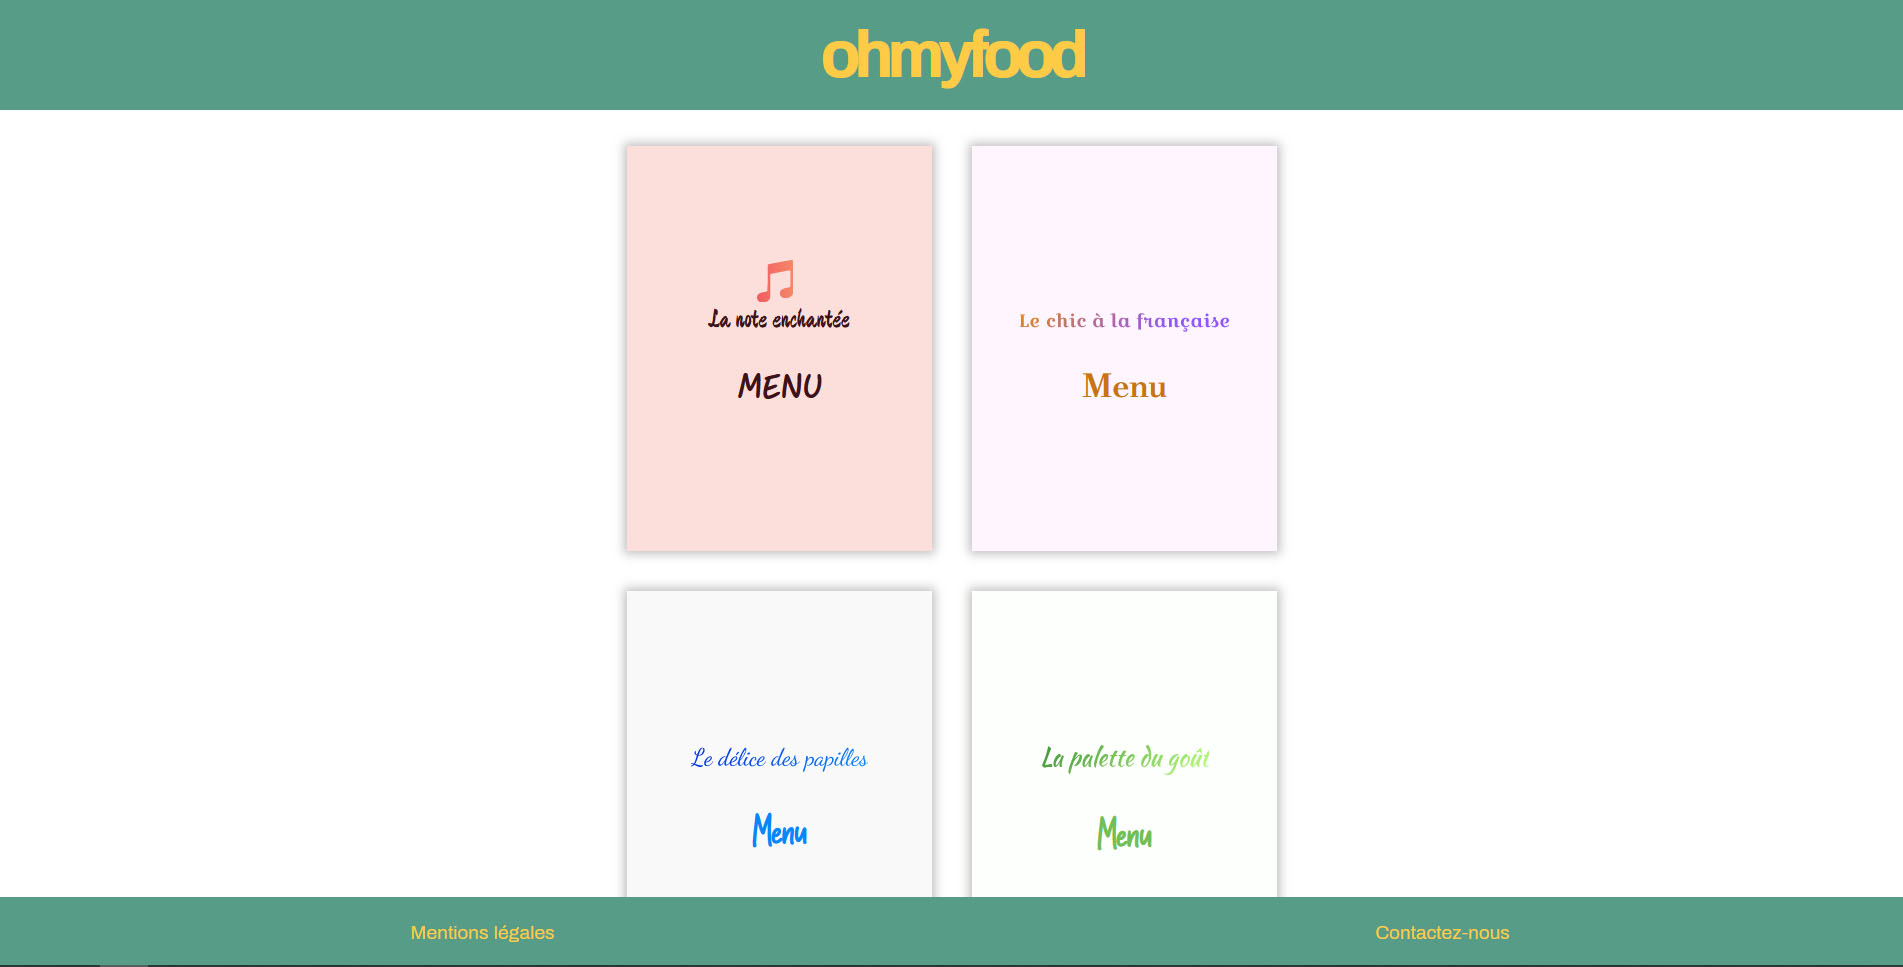 ohmyfood
La note enchantée
MENU
Le chic à la française
Menu
Le délice des papilles
Menu
La palette du goût
Menu
Mentions légales
Contactez-nous